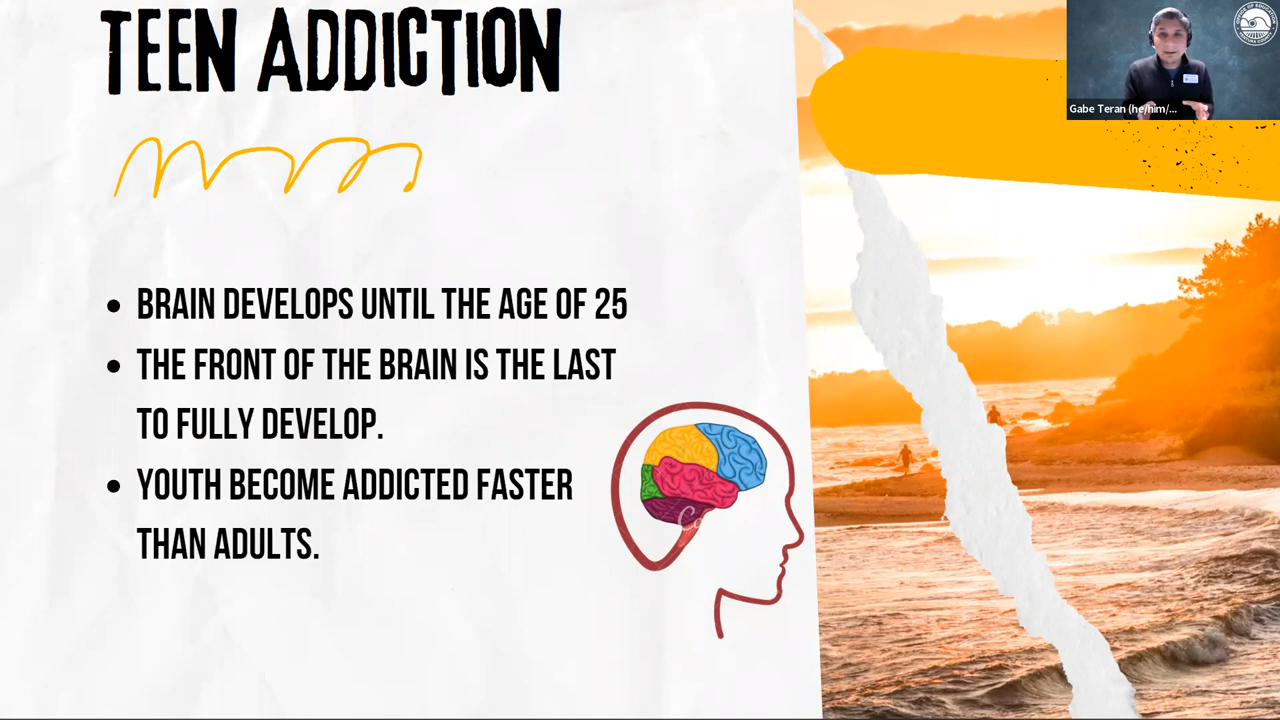 TEEN ADDICTION
Gabe Teran (he/him/...
BRAIN DEVELOPS UNTIL THE AGE OF 25
THE FRONT OF THE BRAIN IS THE LAST
TO FULLY DEVELOP.
YOUTH BECOME ADDICTED FASTER
THAN ADULTS.